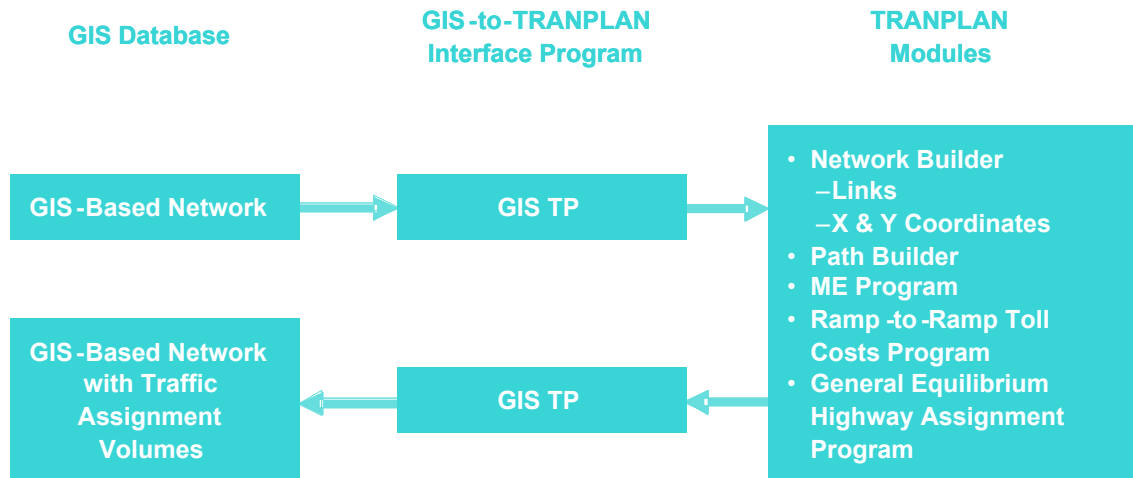 GIS Database
GIS-to-TRANPLAN
Interface Program
TRANPLAN
Modules
GIS-Based Network
GIS TP
• Network Builder
–Links
–X & Y Coordinates
• Path Builder
• ME Program
• Ramp-to-Ramp Toll
Costs Program
• General Equilibrium
Highway Assignment
Program
GIS-Based Network
with Traffic
Assignment
Volumes
GIS TP